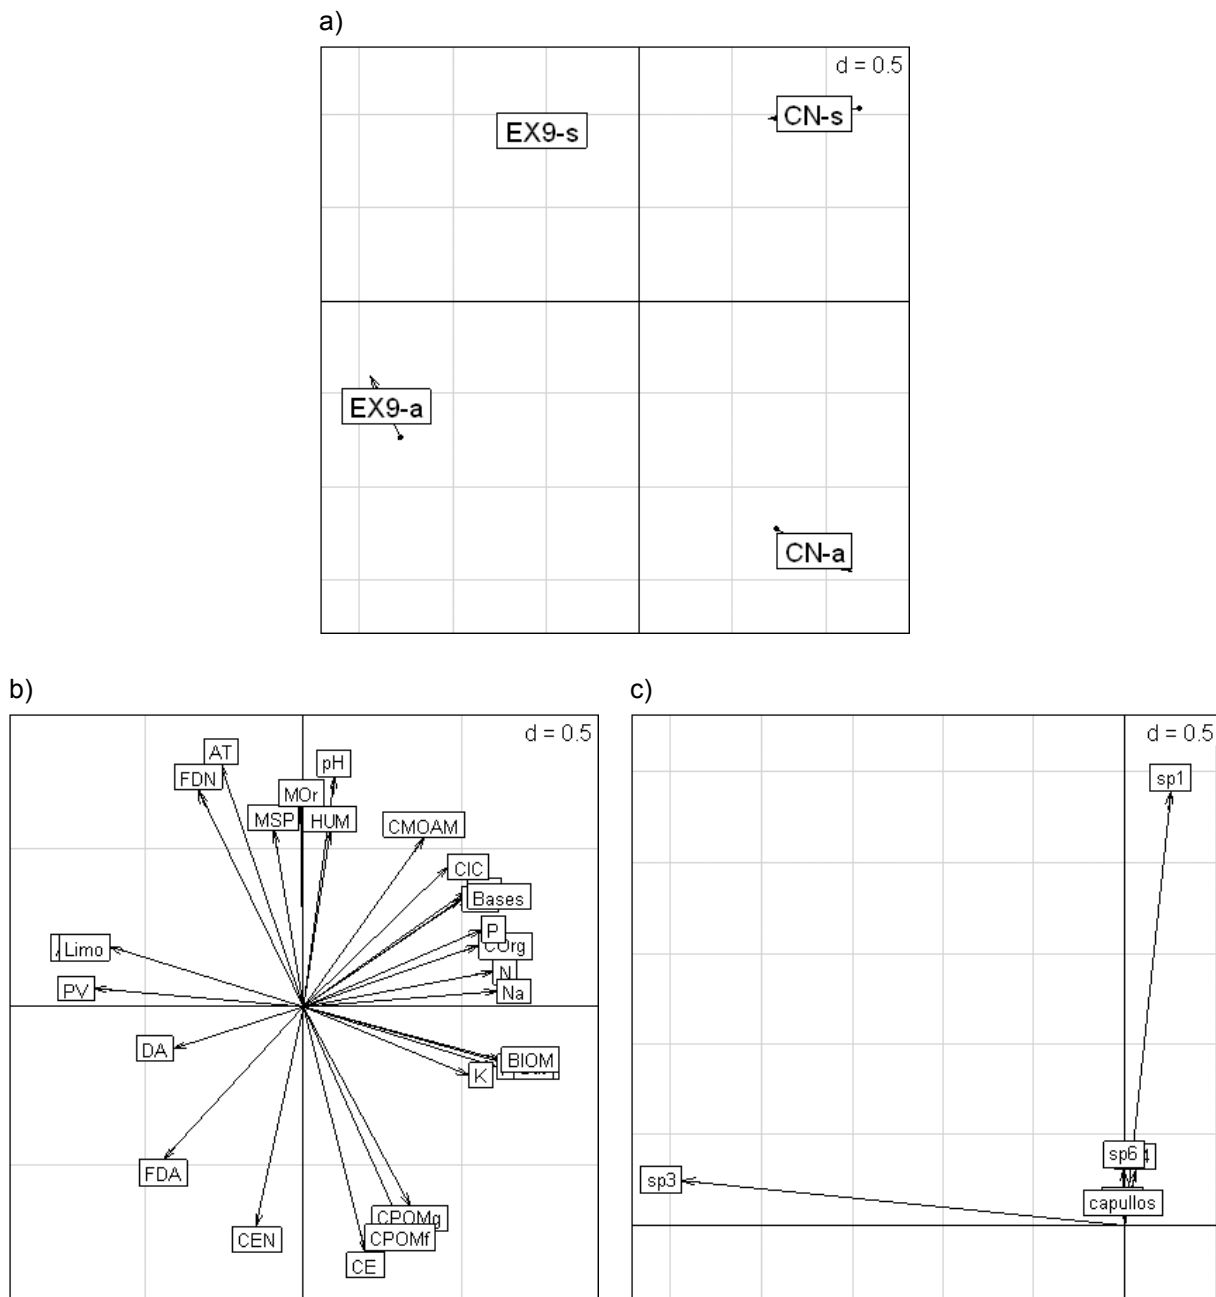 a)
d = 0.5
CN-s
EX9-s
EX9-a
CN-a
b)
d = 0.5
AT
pH
FDN
MOr
MSP
HUM
CMOAM
CIC
Bases
P
COrg
Limo
N
PV
Na
DA
BIOM
K
FDA
CPOMg
CEN
CPOMf
CE
c)
d = 0.5
sp1
sp6
4
sp3
capullos